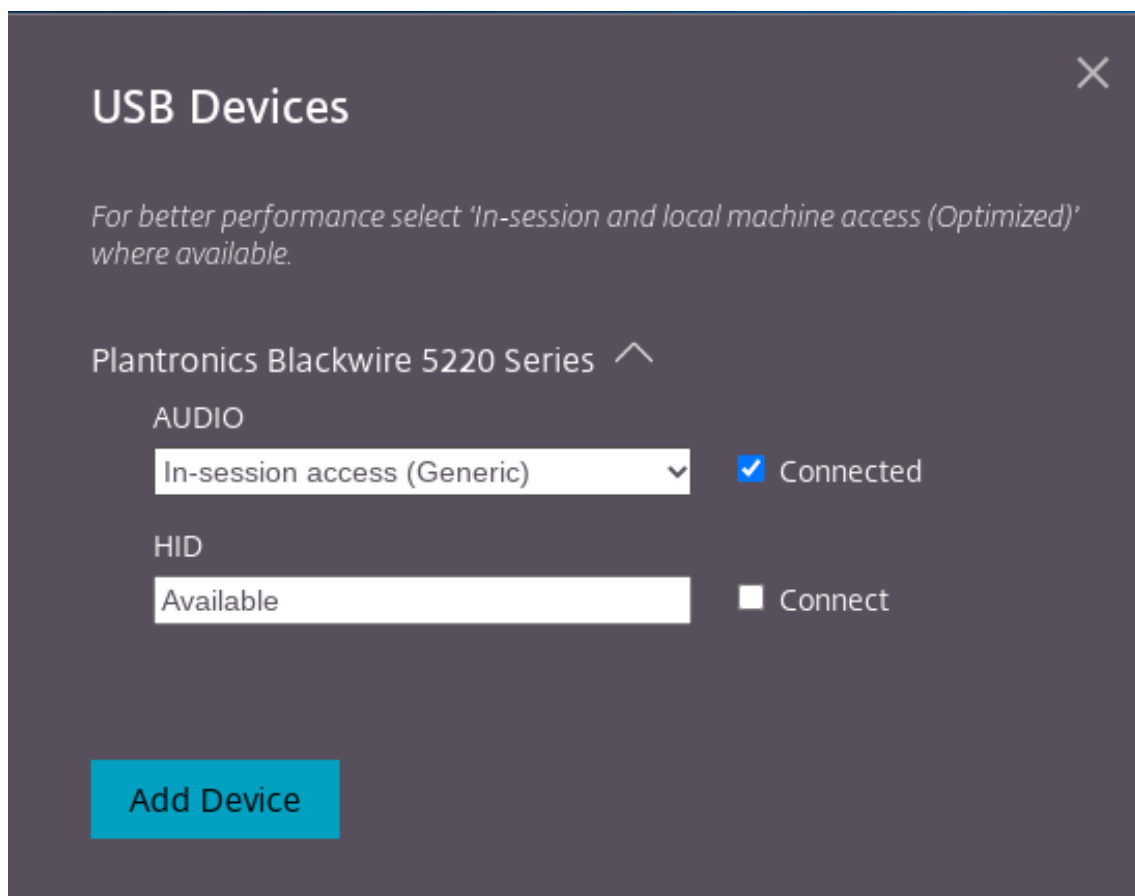 USB Devices
For better performance select 'In-session and local machine access (Optimized)'
where available.
Plantronics Blackwire 5220 Series
AUDIO
In-session access (Generic)
Connected
HID
Available
Connect
Add Device